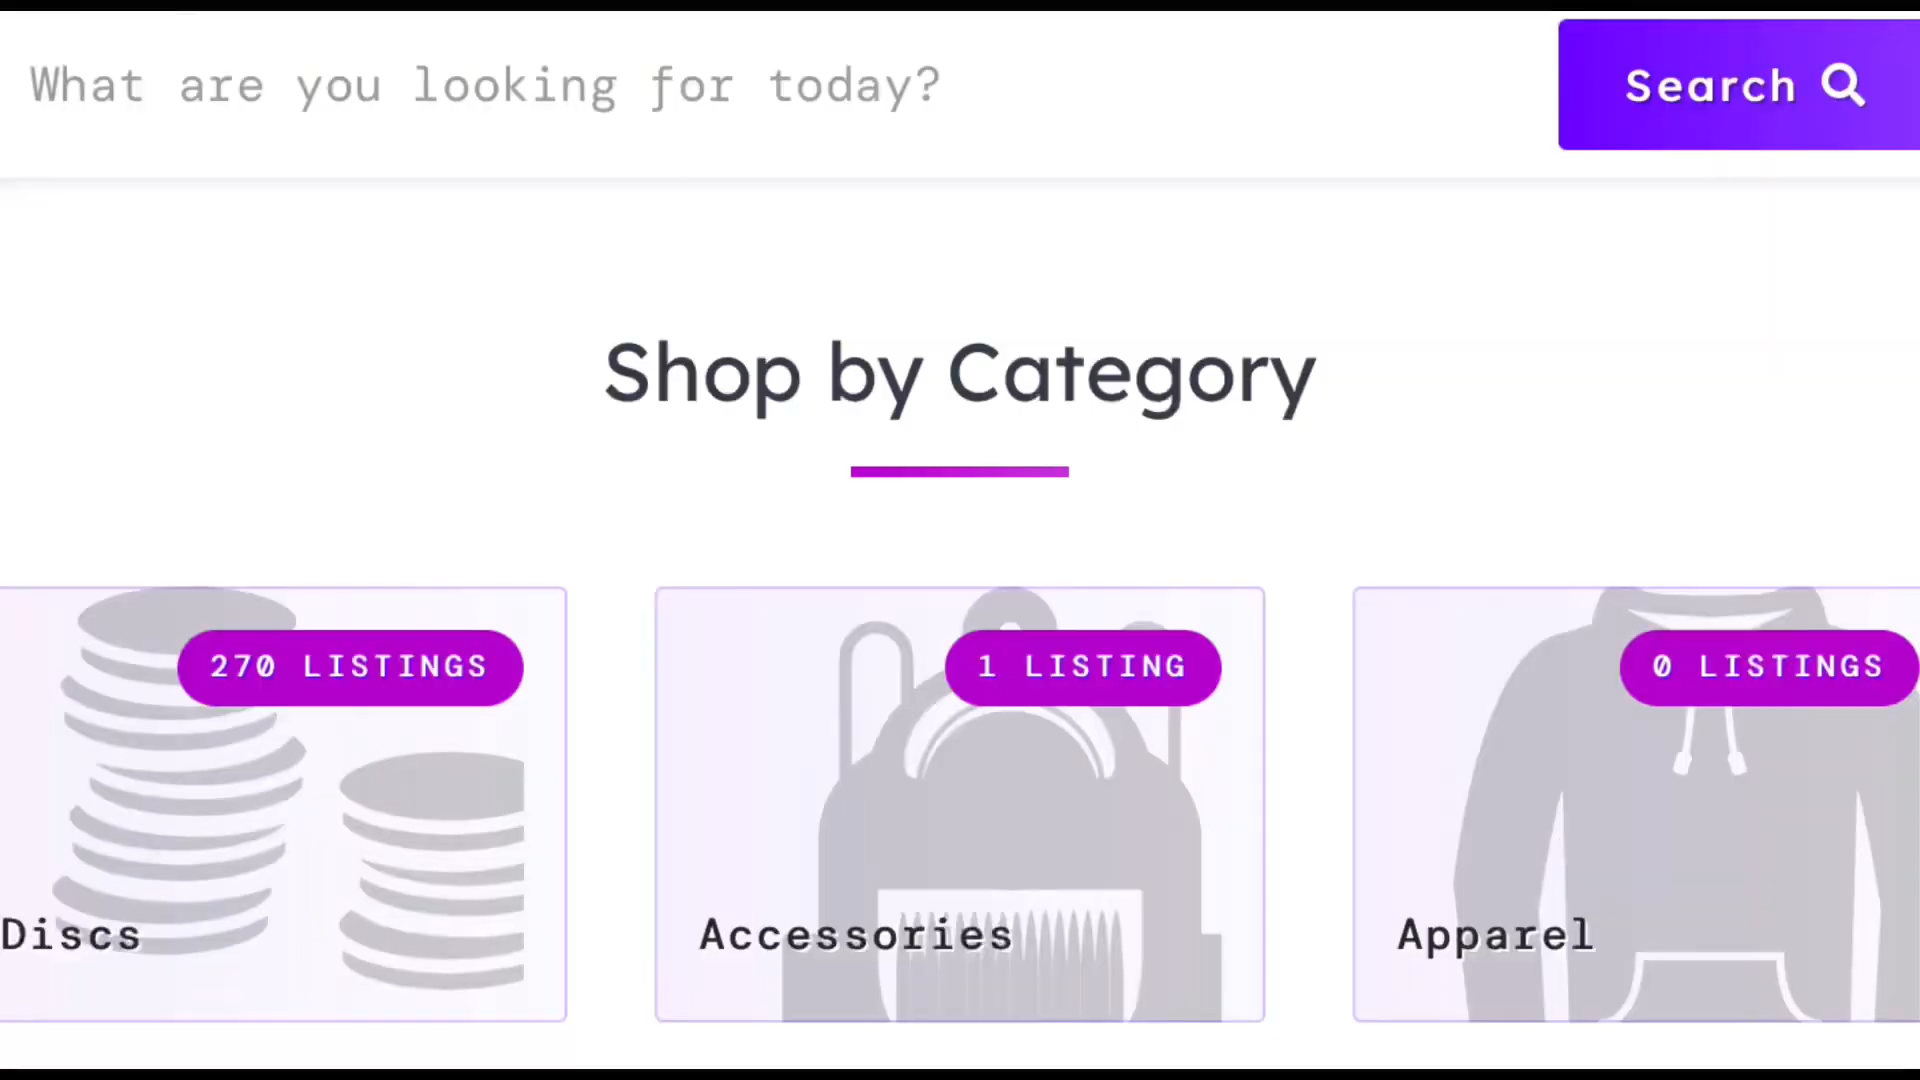 What are you looking for today?
Search
Shop by Category
270 LISTINGS
1 LISTING
0 LISTINGS
Discs
Accessories
Apparel